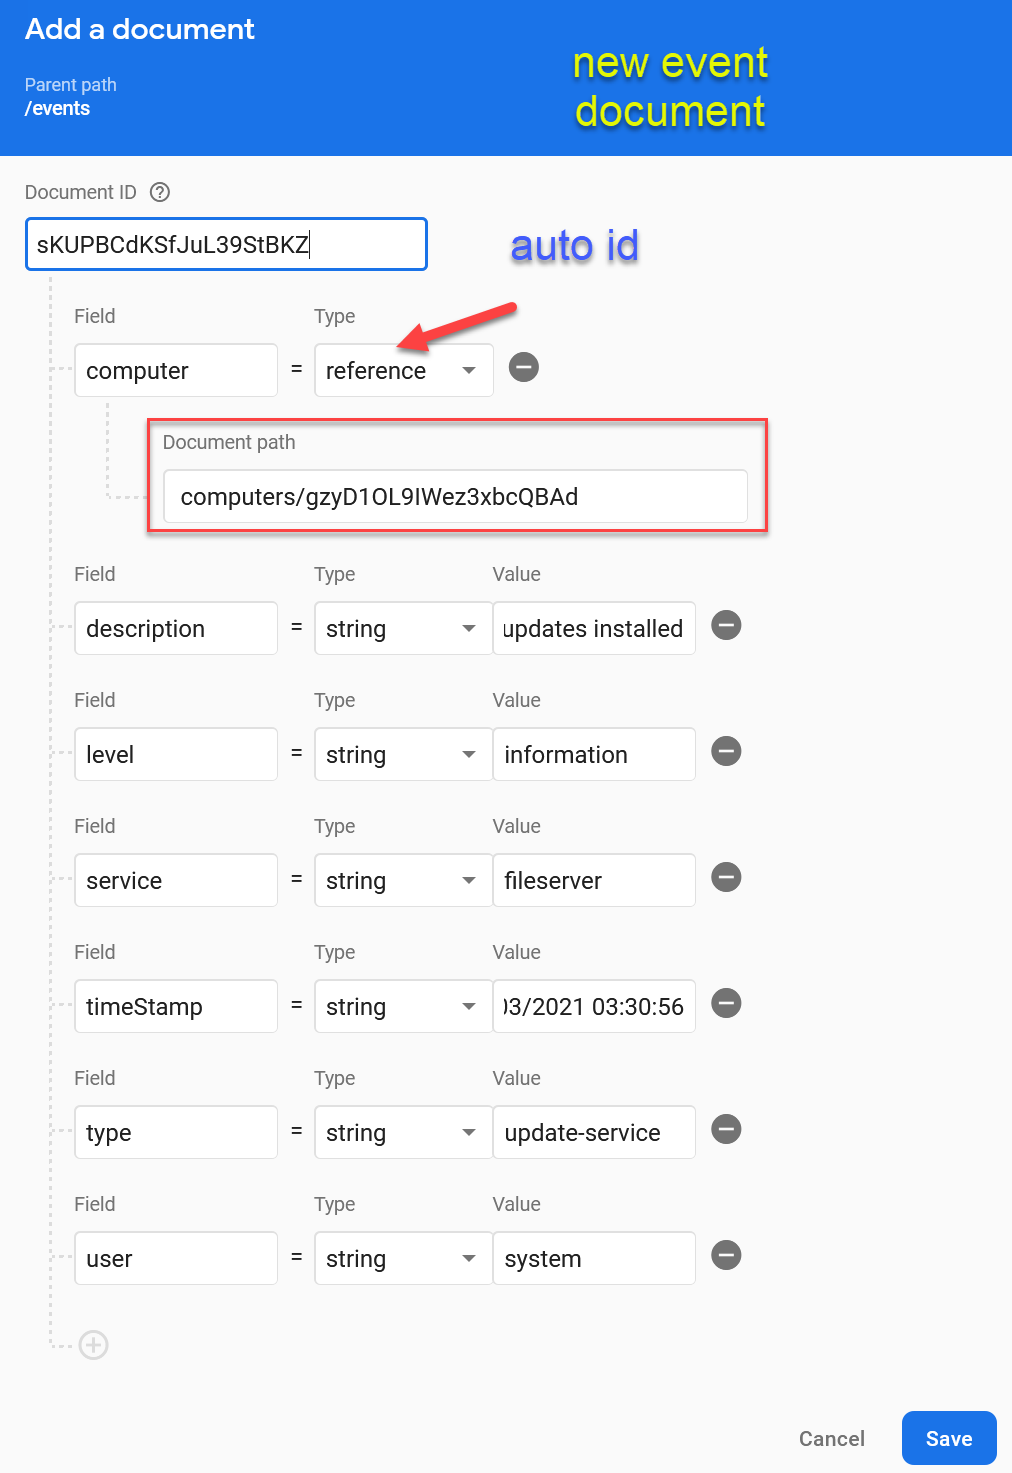 Add a document
new event
document
Parent path
/events
Document ID
sKUPBCdKSfJuL39StBKZ
auto id
Field Type
computer = reference
Document path
computers/gzyD1OL9IWez3xbcQBAd
Field Type Value
description = string updates installed
Field Type Value
level = string information
Field Type Value
service = string fileserver
Field Type Value
timeStamp = string 3/2021 03:30:56
Field Type Value
type = string update-service
Field Type Value
user = string system
Cancel Save